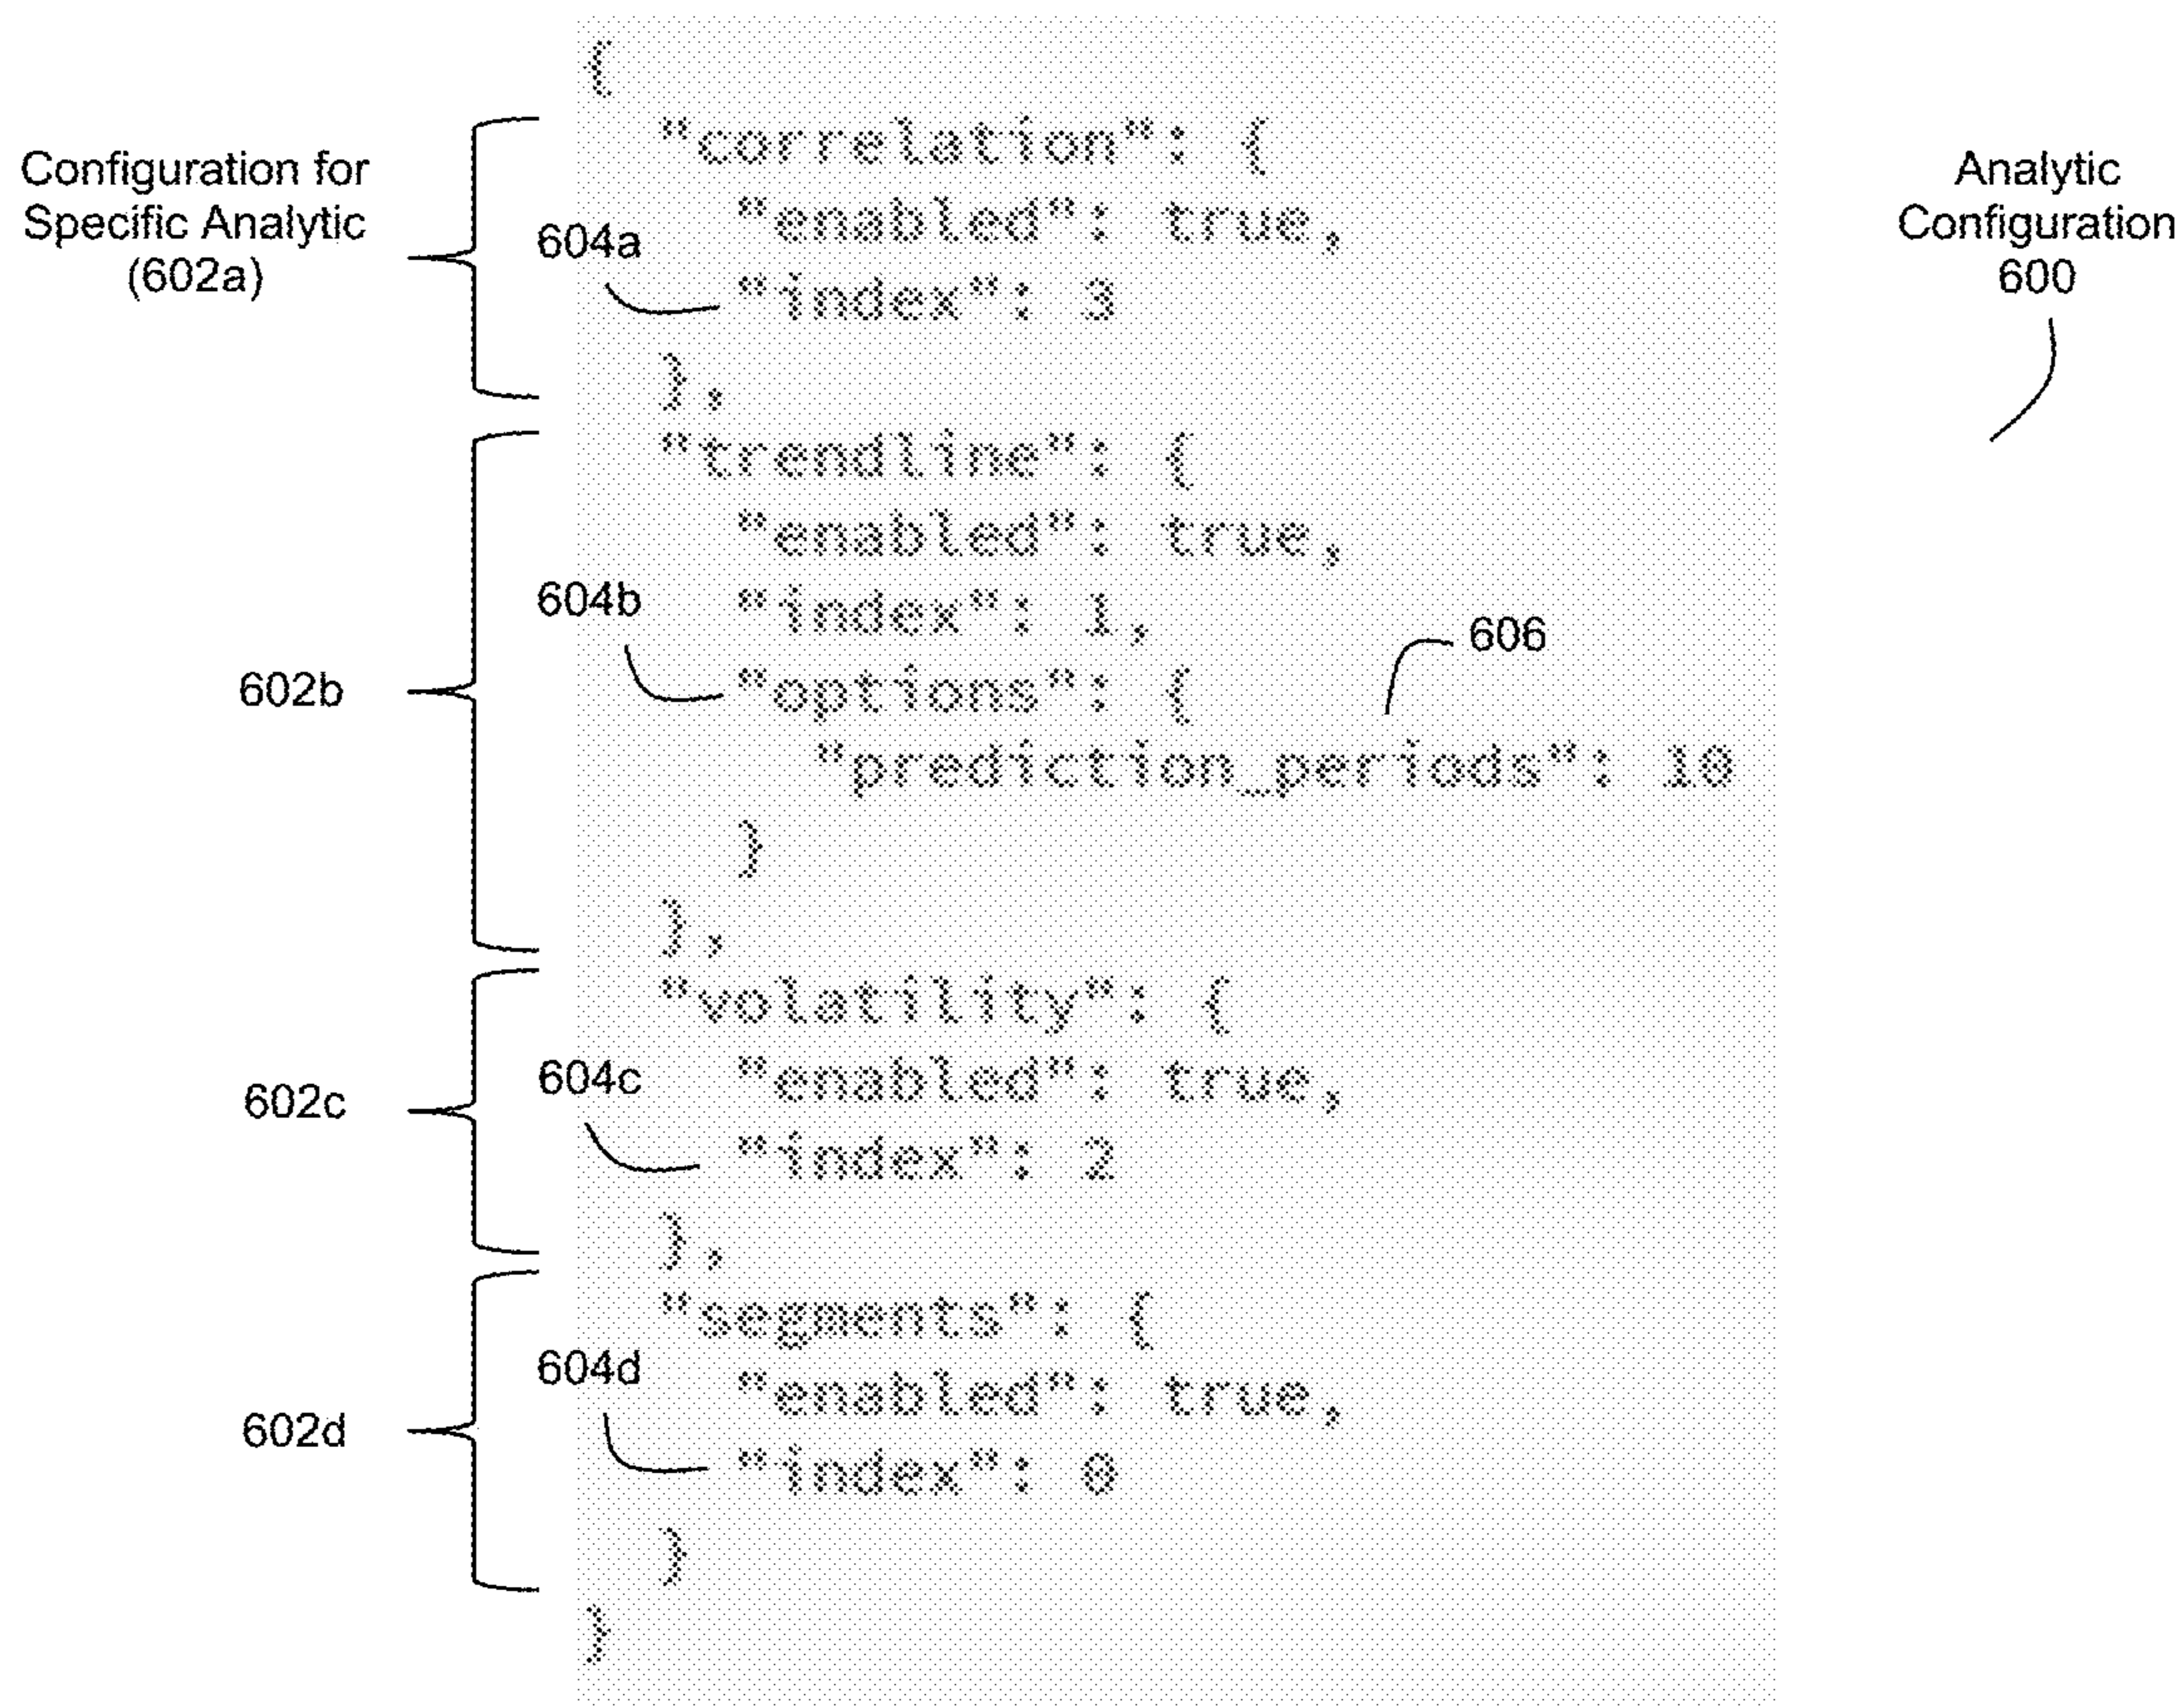 {
Configuration for
Specific Analytic
(602a)
"correlation": {
"enabled": true,
604a
"index": 3
},
Analytic
Configuration
600
602b
"trendline": {
"enabled": true,
604b
"index": 1,
606
"options": {
"prediction_periods": 10
}
},
602c
"volatility": {
604c
"enabled": true,
"index": 2
},
602d
"segments": {
604d
"enabled": true,
"index": 0
}
}